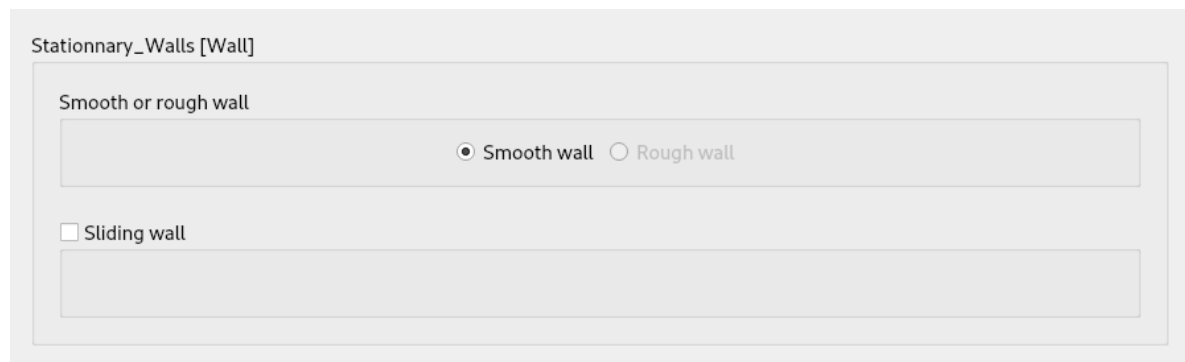 Stationnary_Walls [Wall]
Smooth or rough wall
Smooth wall Rough wall
Sliding wall